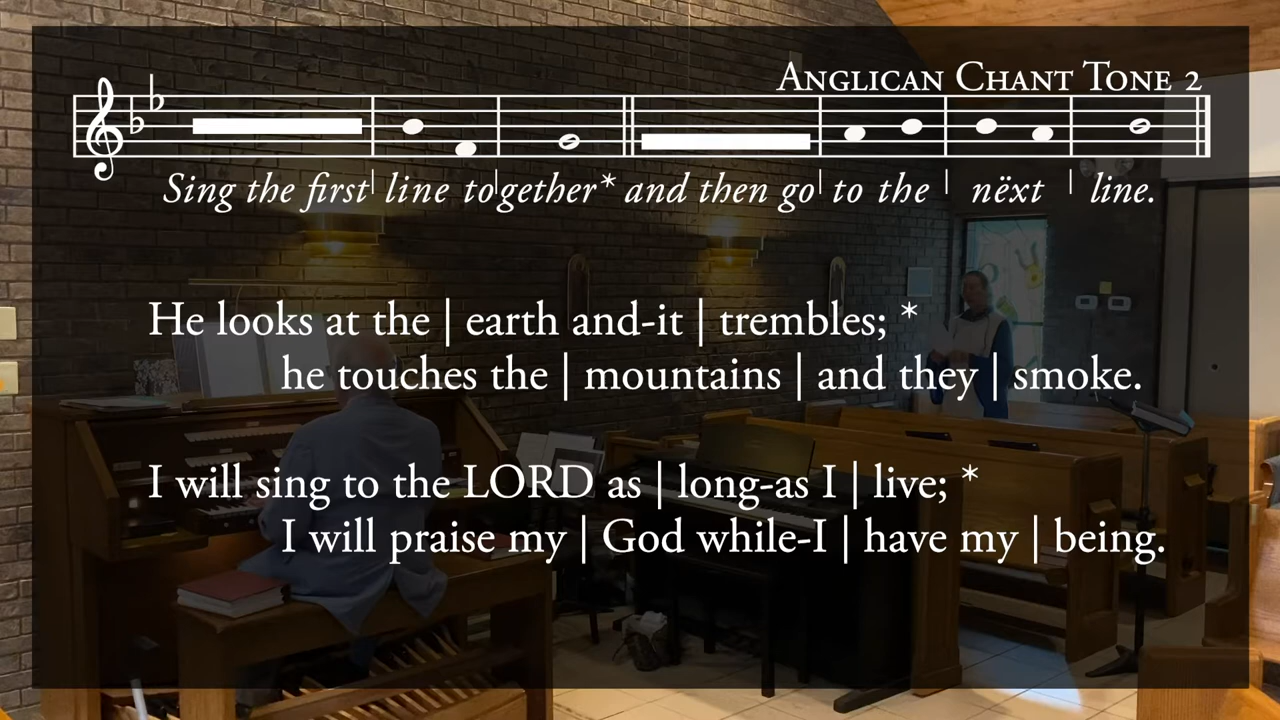 Anglican Chant Tone 2
Sing the first| line to|gether* and then go| to the | nëxt | line.
He looks at the | earth and-it | trembles; *
he touches the | mountains | and they | smoke.
I will sing to the LORD as | long-as I | live; *
I will praise my | God while-I | have my | being.